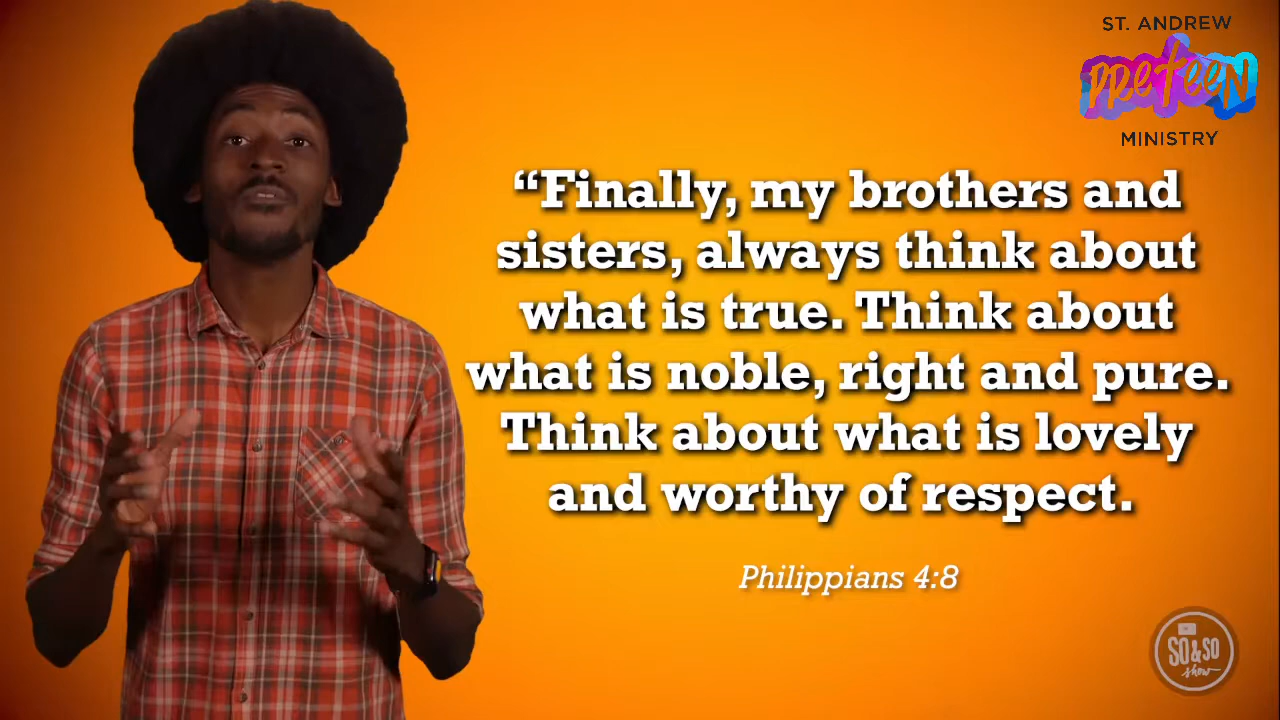 ST. ANDREW
PReTeeN
MINISTRY
“Finally, my brothers and
sisters, always think about
what is true. Think about
what is noble, right and pure.
Think about what is lovely
and worthy of respect.
Philippians 4:8
SO&SO
show